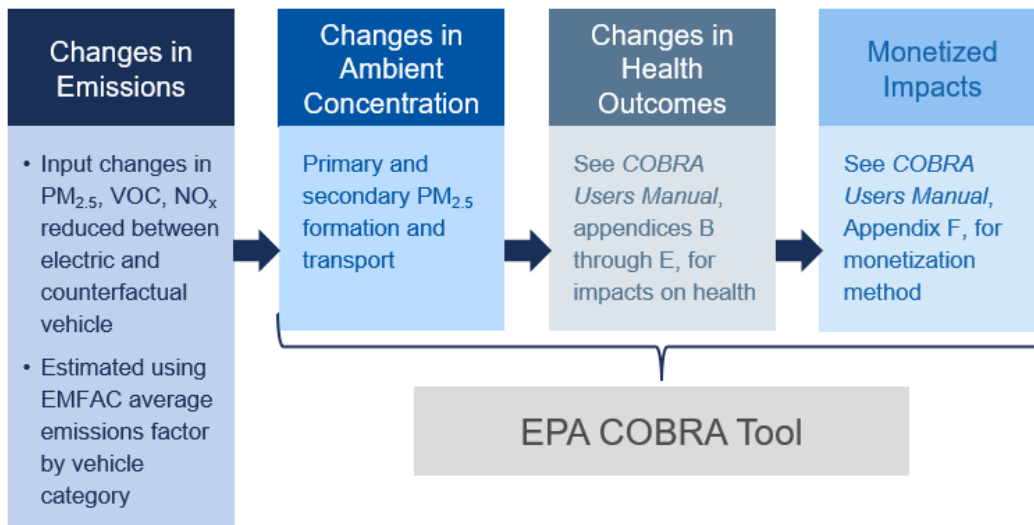 Changes in
Emissions
• Input changes in
PM2.5, VOC, NOx
reduced between
electric and
counterfactual
vehicle
• Estimated using
EMFAC average
emissions factor
by vehicle
category
Changes in
Ambient
Concentration
Primary and
secondary PM2.5
formation and
transport
Changes in
Health
Outcomes
See COBRA
Users Manual,
appendices B
through E, for
impacts on health
Monetized
Impacts
See COBRA
Users Manual,
Appendix F, for
monetization
method
EPA COBRA Tool